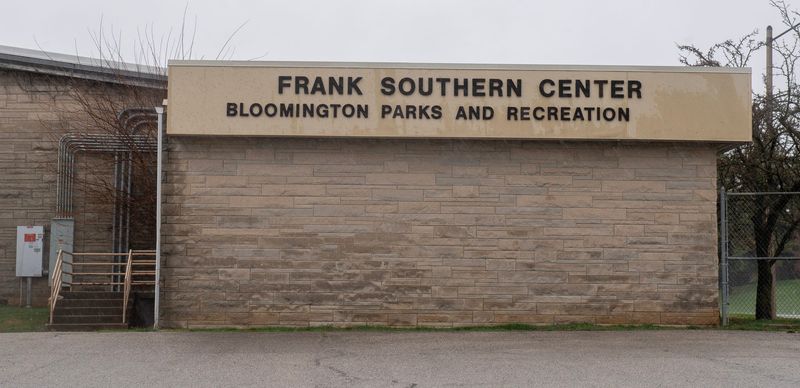 FRANK SOUTHERN CENTER
BLOOMINGTON PARKS AND RECREATION